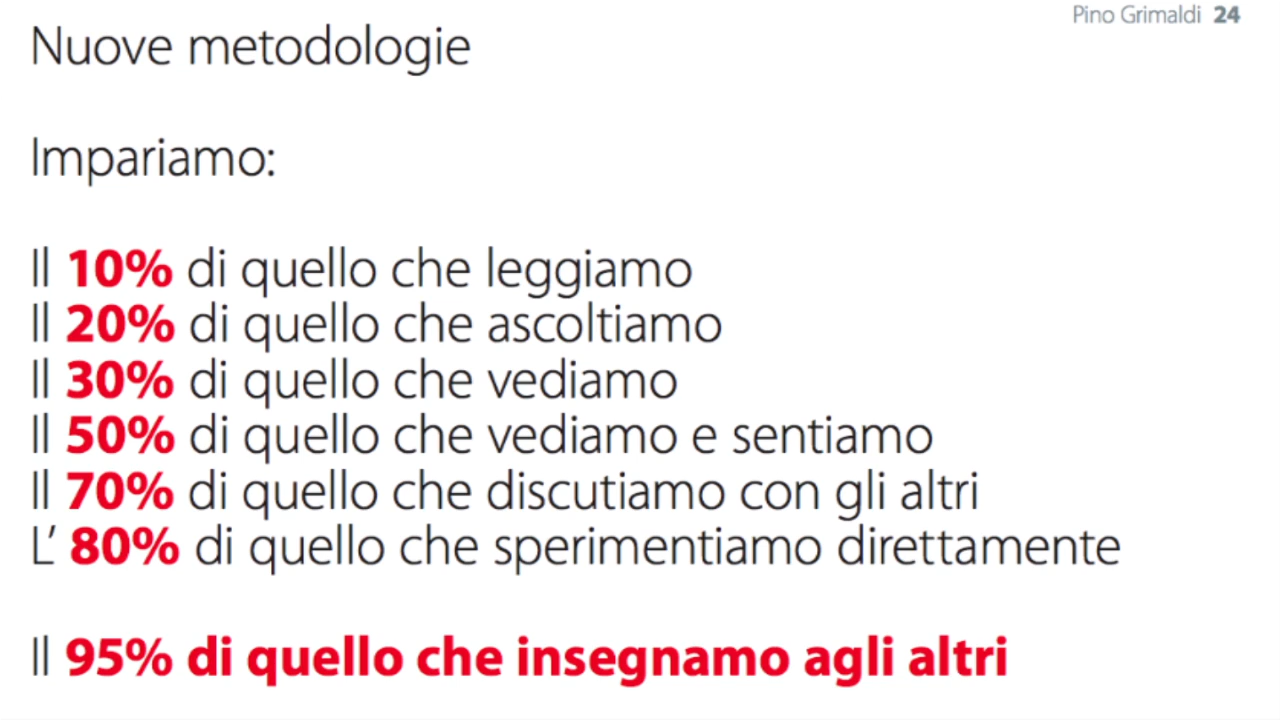 Pino Grimaldi 24
Nuove metodologie
Impariamo:
Il 10% di quello che leggiamo
Il 20% di quello che ascoltiamo
Il 30% di quello che vediamo
Il 50% di quello che vediamo e sentiamo
Il 70% di quello che discutiamo con gli altri
L’ 80% di quello che sperimentiamo direttamente
Il 95% di quello che insegnamo agli altri